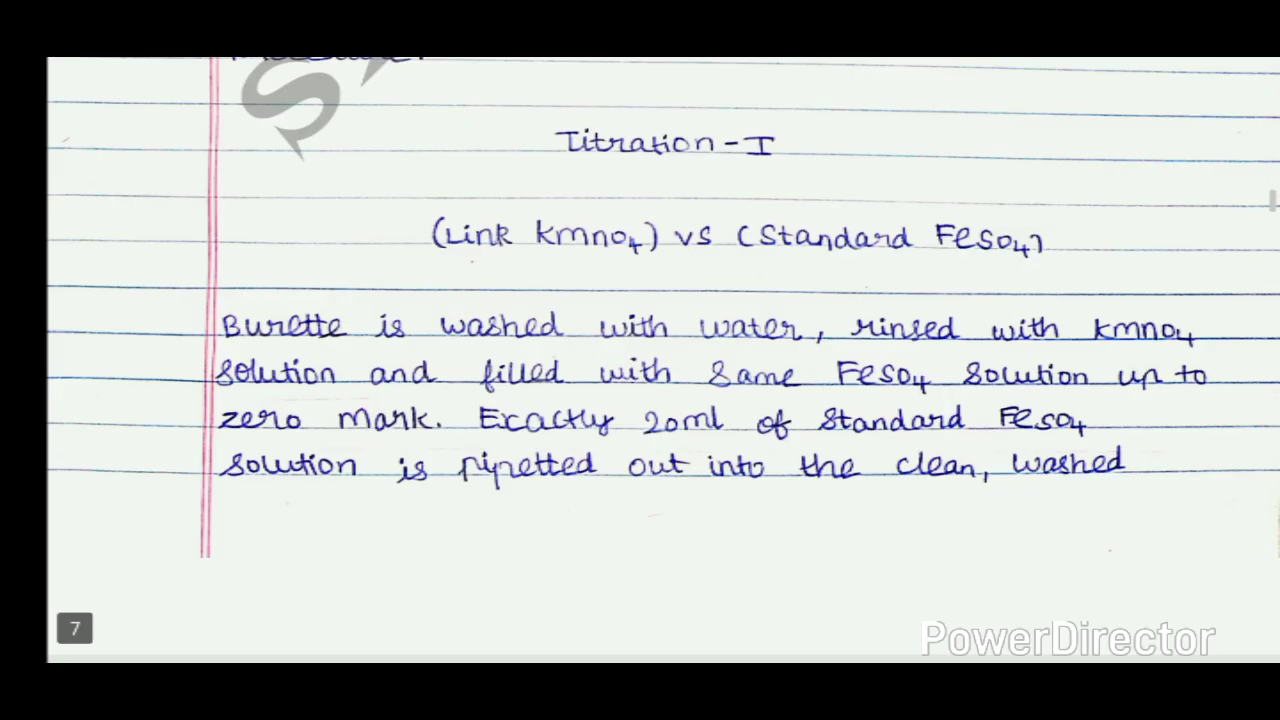 Titration - I
(Link KMnO4) vs (Standard FeSO4)
Burette is washed with water, rinsed with KMnO4
solution and filled with same FeSO4 solution up to
zero mark. Exactly 20ml of standard FeSO4
solution is pipetted out into the clean, washed
7
PowerDirector